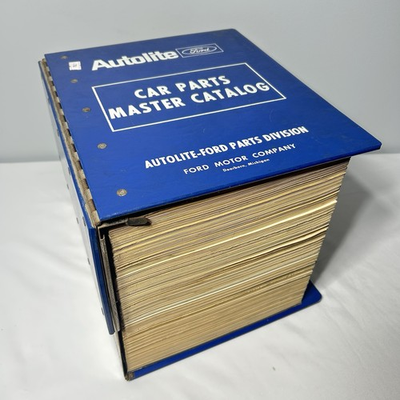 Autolite Ford
CAR PARTS
MASTER CATALOG
AUTOLITE-FORD PARTS DIVISION
FORD MOTOR COMPANY
Dearborn, Michigan